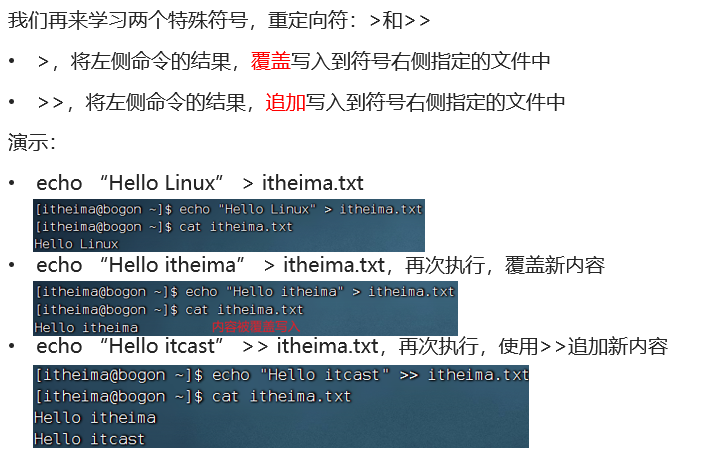 我们再来学习两个特殊符号，重定向符：>和>>
• >，将左侧命令的结果，覆盖写入到符号右侧指定的文件中
• >>，将左侧命令的结果，追加写入到符号右侧指定的文件中
演示：
• echo “Hello Linux” > itheima.txt
[itheima@bogon ~]$ echo "Hello Linux" > itheima.txt
[itheima@bogon ~]$ cat itheima.txt
Hello Linux
• echo “Hello itheima” > itheima.txt，再次执行，覆盖新内容
[itheima@bogon ~]$ echo "Hello itheima" > itheima.txt
[itheima@bogon ~]$ cat itheima.txt
Hello itheima 内容被覆盖写入
• echo “Hello itcast” >> itheima.txt，再次执行，使用>>追加新内容
[itheima@bogon ~]$ echo "Hello itcast" >> itheima.txt
[itheima@bogon ~]$ cat itheima.txt
Hello itheima
Hello itcast